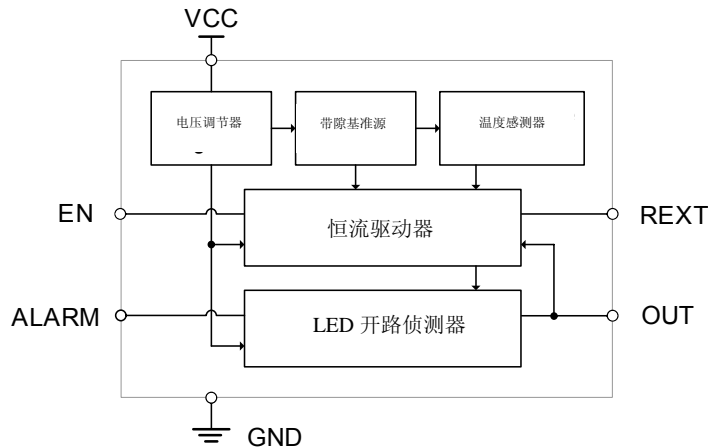 VCC
电压调节器
带隙基准源
温度感测器
EN
恒流驱动器
REXT
ALARM
LED 开路侦测器
OUT
GND